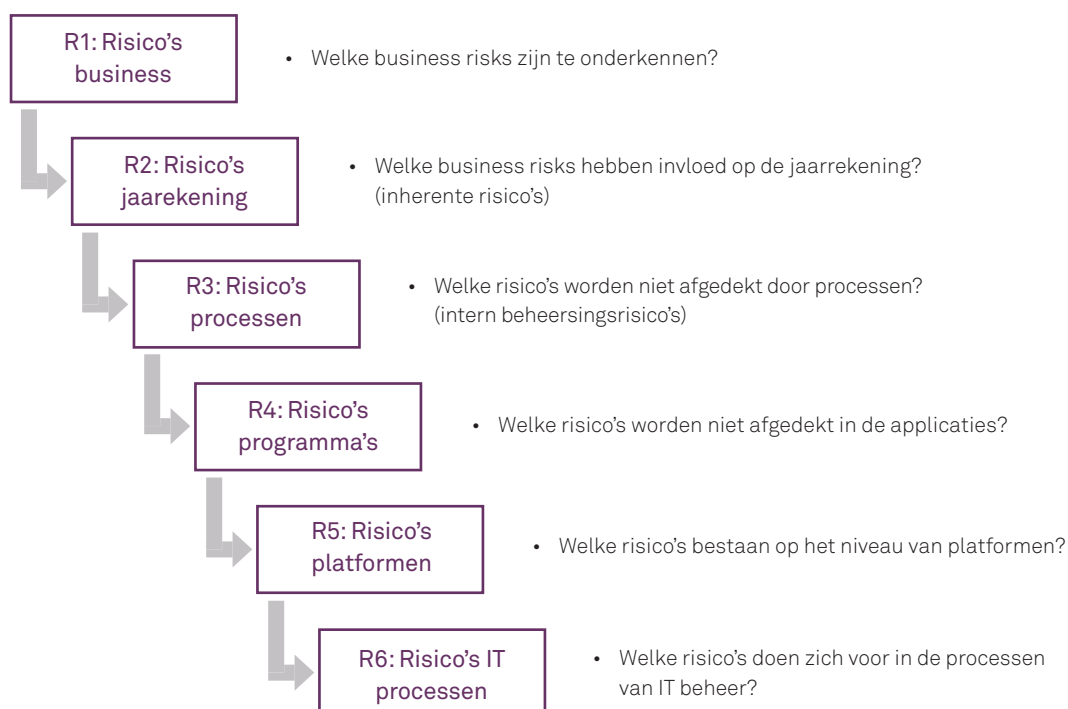 R1: Risico’s
business
• Welke business risks zijn te onderkennen?
R2: Risico’s
jaarekening
• Welke business risks hebben invloed op de jaarrekening?
(inherente risico’s)
R3: Risico’s
processen
• Welke risico’s worden niet afgedekt door processen?
(intern beheersingsrisico’s)
R4: Risico’s
programma’s
• Welke risico’s worden niet afgedekt in de applicaties?
R5: Risico’s
platformen
• Welke risico’s bestaan op het niveau van platformen?
R6: Risico’s IT
processen
• Welke risico’s doen zich voor in de processen
van IT beheer?